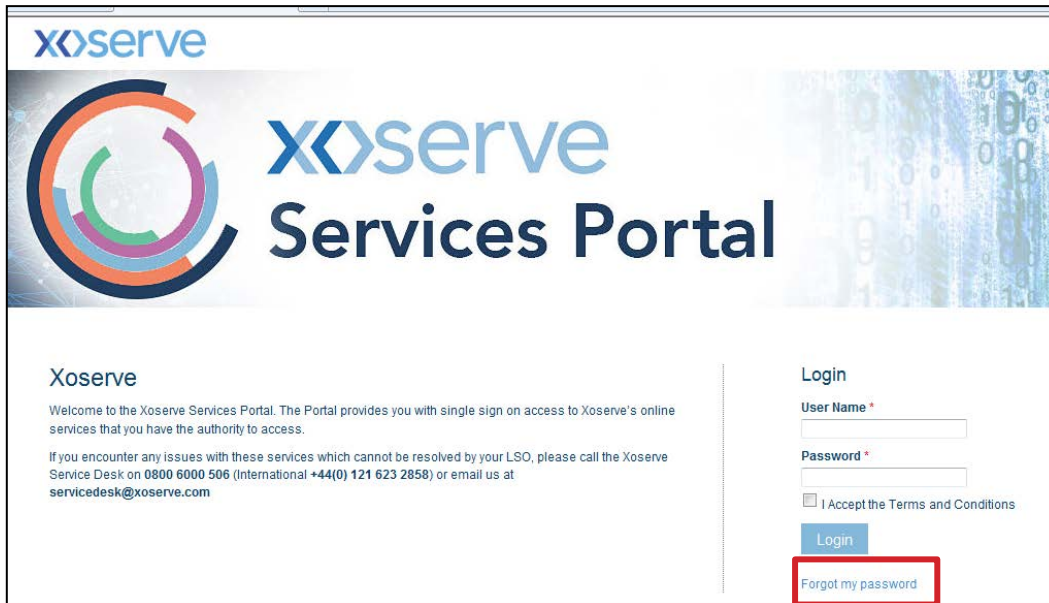 xoserve
xoserve
Services Portal
Xoserve
Welcome to the Xoserve Services Portal. The Portal provides you with single sign on access to Xoserve's online
services that you have the authority to access.
If you encounter any issues with these services which cannot be resolved by your LSO, please call the Xoserve
Service Desk on 0800 6000 506 (International +44(0) 121 623 2858) or email us at
servicedesk@xoserve.com
Login
User Name *
Password *
I Accept the Terms and Conditions
Login
Forgot my password